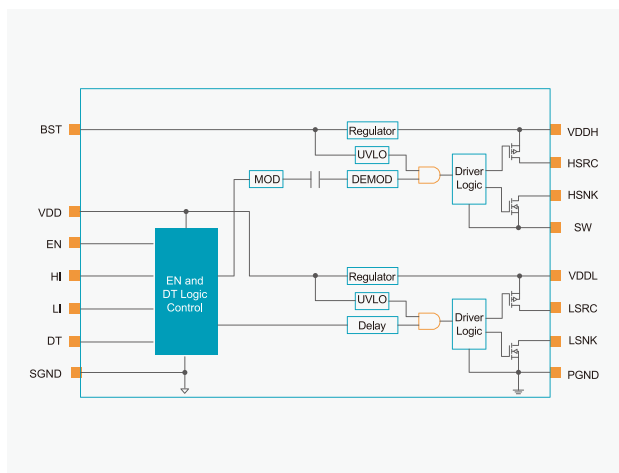 BST
Regulator
VDDH
UVLO
HSRC
MOD
DEMOD
Driver
Logic
HSNK
VDD
SW
EN
HI
EN and
DT Logic
Control
Regulator
VDDL
UVLO
LI
LSRC
Delay
Driver
Logic
DT
LSNK
SGND
PGND